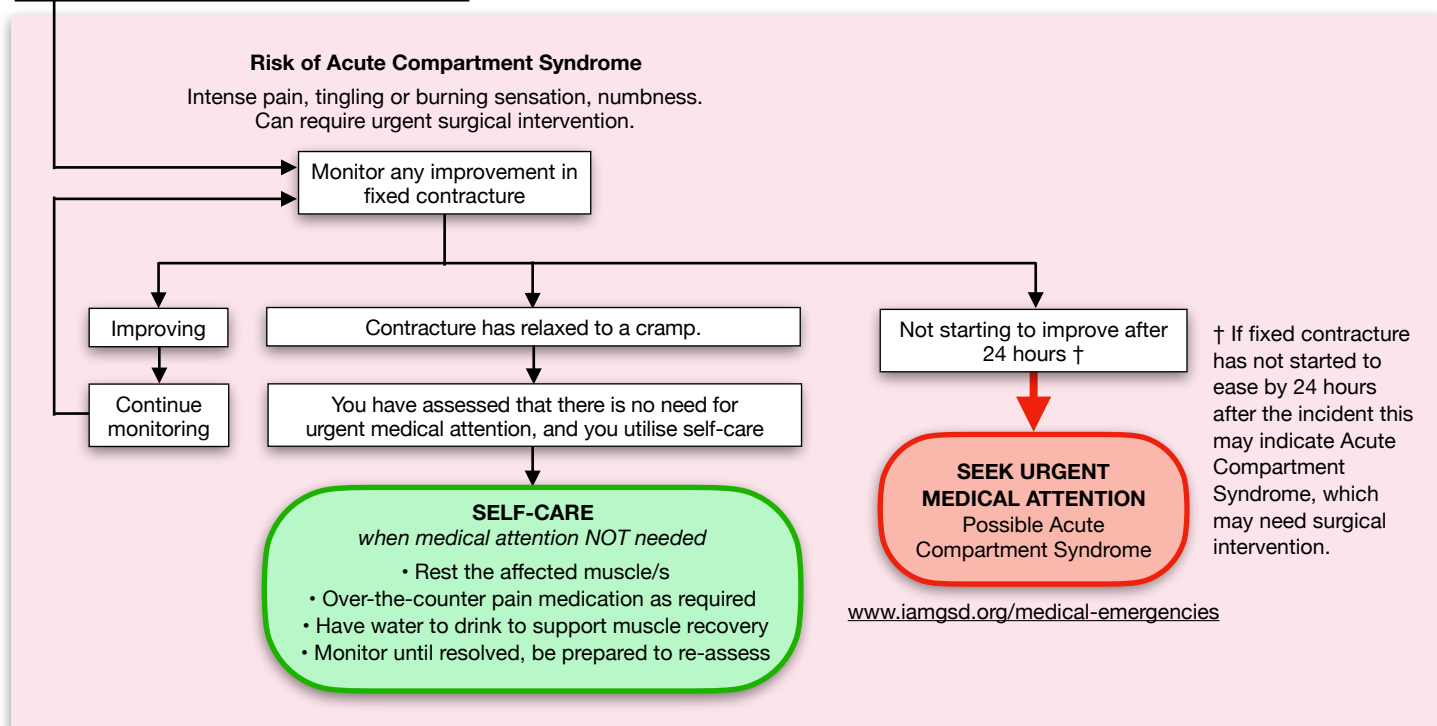 Risk of Acute Compartment Syndrome
Intense pain, tingling or burning sensation, numbness.
Can require urgent surgical intervention.
Monitor any improvement in
fixed contracture
Improving
Continue
monitoring
Contracture has relaxed to a cramp.
You have assessed that there is no need for
urgent medical attention, and you utilise self-care
SELF-CARE
when medical attention NOT needed
• Rest the affected muscle/s
• Over-the-counter pain medication as required
• Have water to drink to support muscle recovery
• Monitor until resolved, be prepared to re-assess
Not starting to improve after
24 hours †
SEEK URGENT
MEDICAL ATTENTION
Possible Acute
Compartment Syndrome
www.iamgsd.org/medical-emergencies
† If fixed contracture
has not started to
ease by 24 hours
after the incident this
may indicate Acute
Compartment
Syndrome, which
may need surgical
intervention.